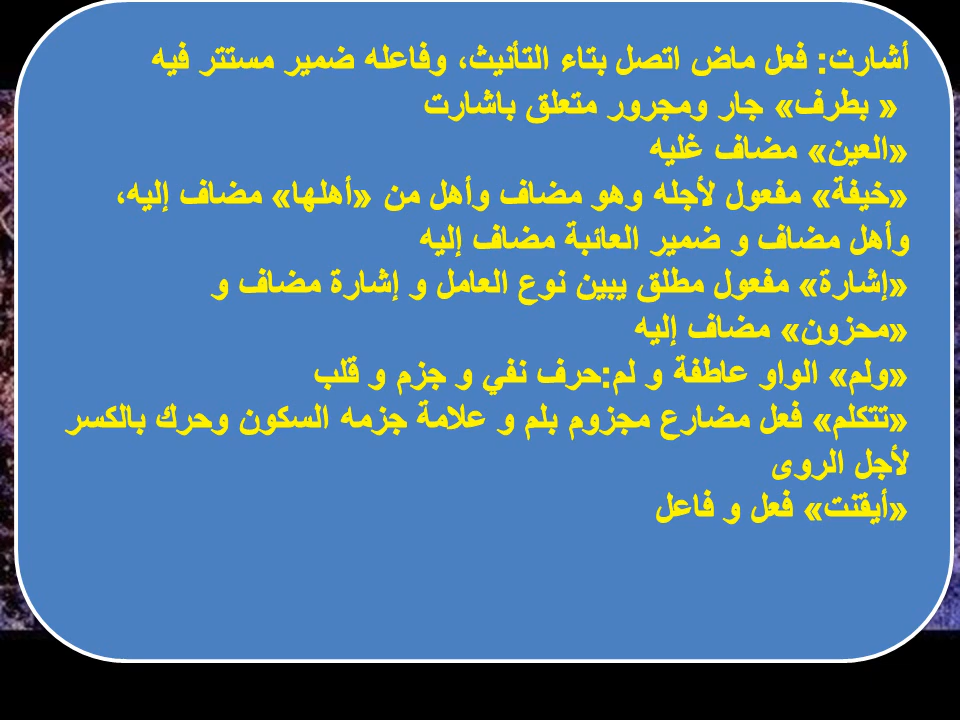 أشارت: فعل ماض اتصل بتاء التأنيث، وفاعله ضمير مستتر فيه
« بطرف» جار ومجرور متعلق باشارت
«العين» مضاف غليه
«خيفة» مفعول لأجله وهو مضاف وأهل من «أهلها» مضاف إليه،
وأهل مضاف و ضمير العائبة مضاف إليه
«إشارة» مفعول مطلق يبين نوع العامل و إشارة مضاف و
«محزون» مضاف إليه
«ولم» الواو عاطفة و لم:حرف نفي و جزم و قلب
«تتكلم» فعل مضارع مجزوم بلم و علامة جزمه السكون وحرك بالكسر
لأجل الروى
«أيقنت» فعل و فاعل